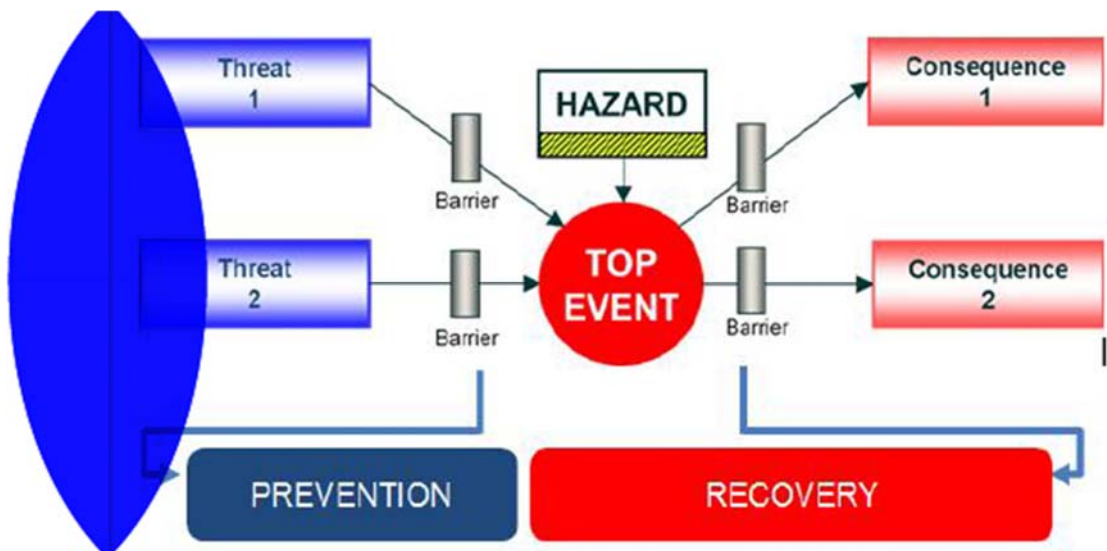 Threat
1
HAZARD
Consequence
1
Barrier
Barrier
Threat
2
TOP
EVENT
Consequence
2
Barrier
Barrier
PREVENTION
RECOVERY